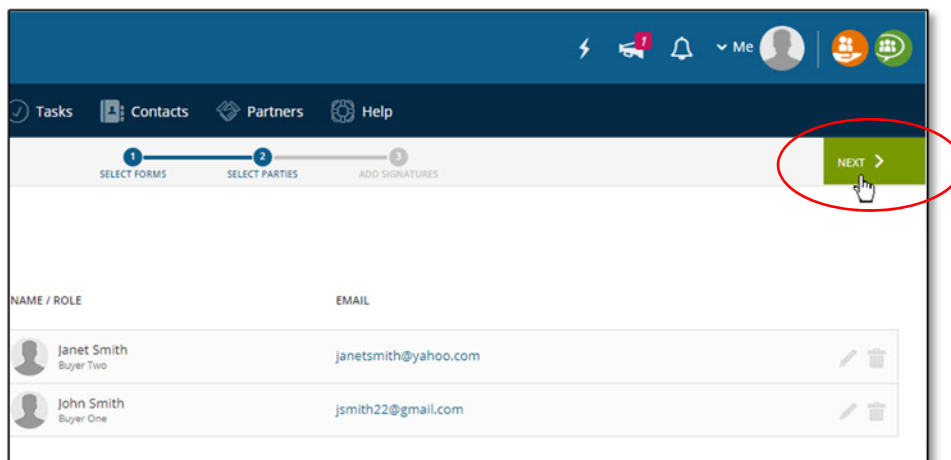 1
Me
Tasks Contacts Partners Help
1 2 3
SELECT FORMS SELECT PARTIES ADD SIGNATURES
NEXT
NAME / ROLE EMAIL
Janet Smith
Buyer Two
janetsmith@yahoo.com
John Smith
Buyer One
jsmith22@gmail.com